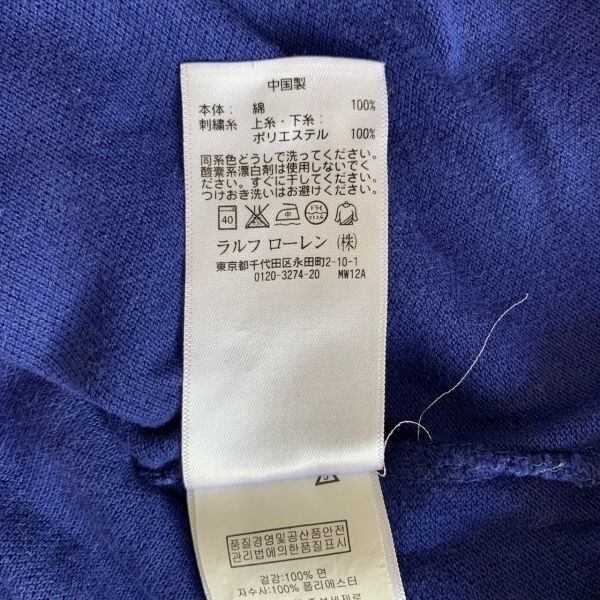 中国製
本体: 綿 100%
刺繍糸 上糸・下糸:
ポリエステル 100%
同系色どうしで洗ってください。
酸素系漂白剤は使用しないでく
ださい。すぐに干してください。
つけおき洗いはお避けください。
40 中 ドライ
ラルフ ローレン (株)
東京都千代田区永田町2-10-1
0120-3274-20 MW12A
품질경영및공산품안전
관리법에의한품질표시
겉감:100% 면
자수사:100% 폴리에스터